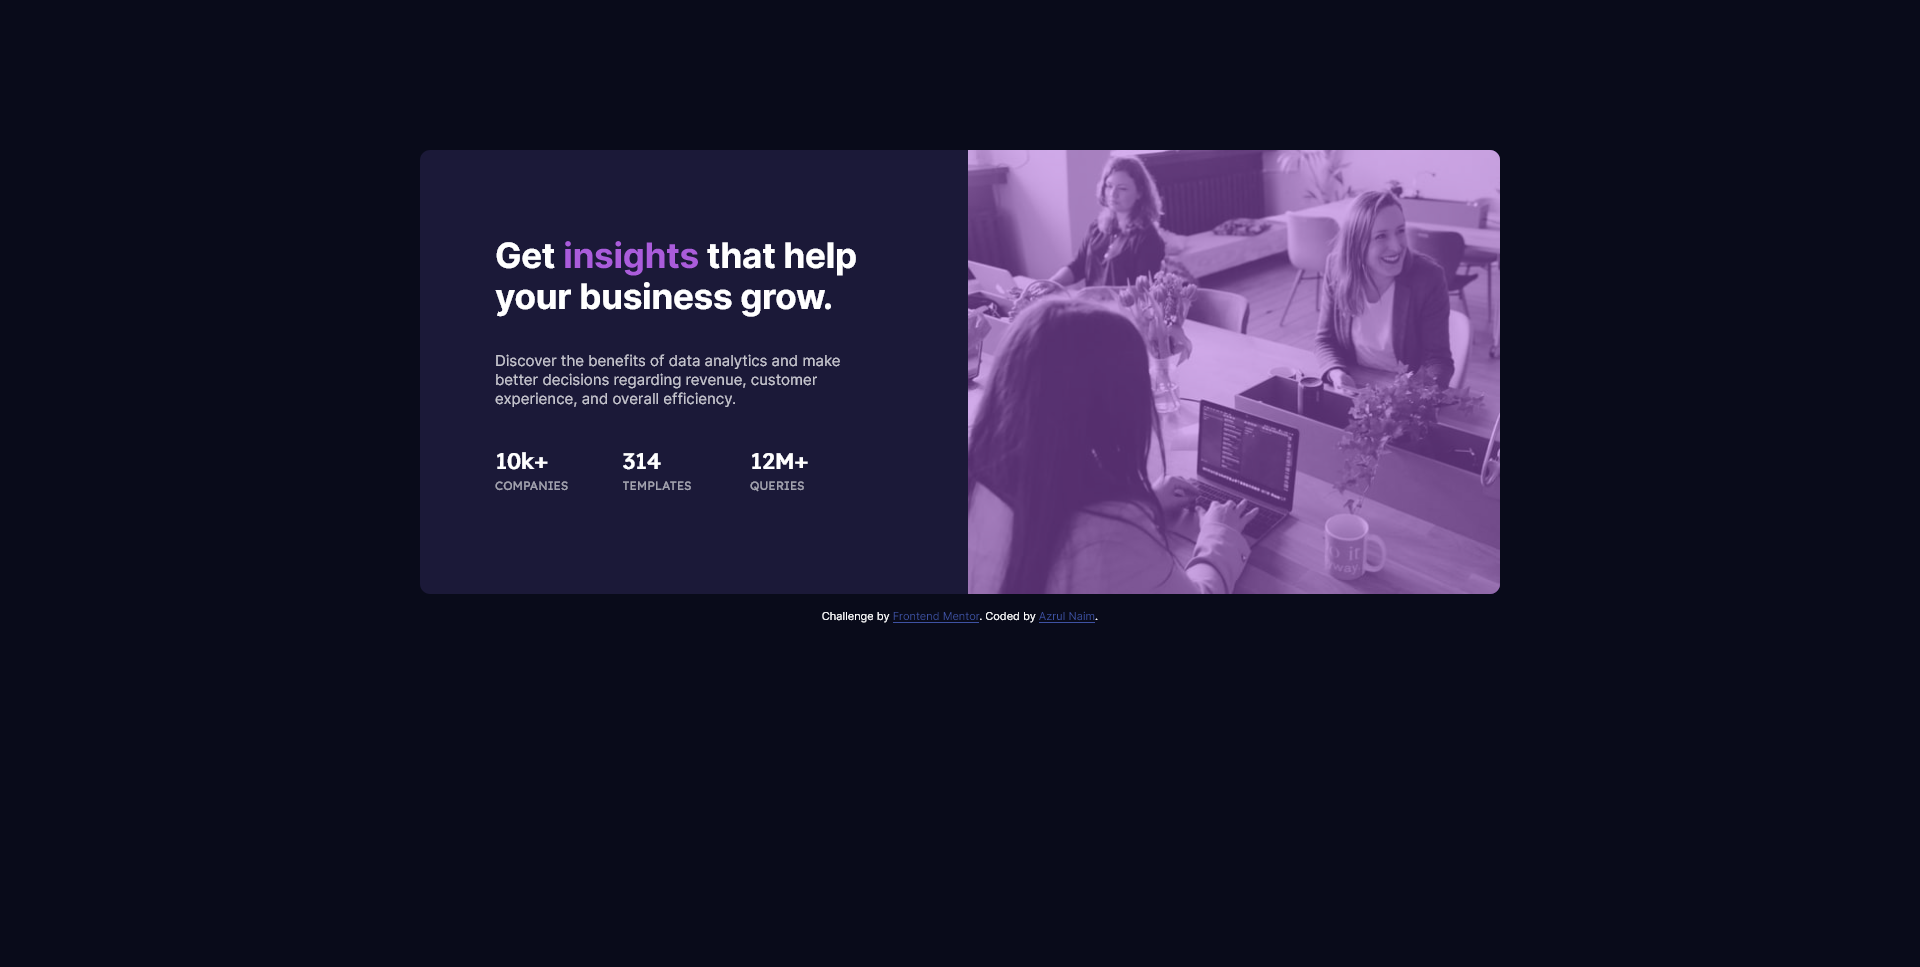 Get insights that help
your business grow.
Discover the benefits of data analytics and make
better decisions regarding revenue, customer
experience, and overall efficiency.
10k+ 314 12M+
COMPANIES TEMPLATES QUERIES
Challenge by Frontend Mentor. Coded by Azrul Naim.